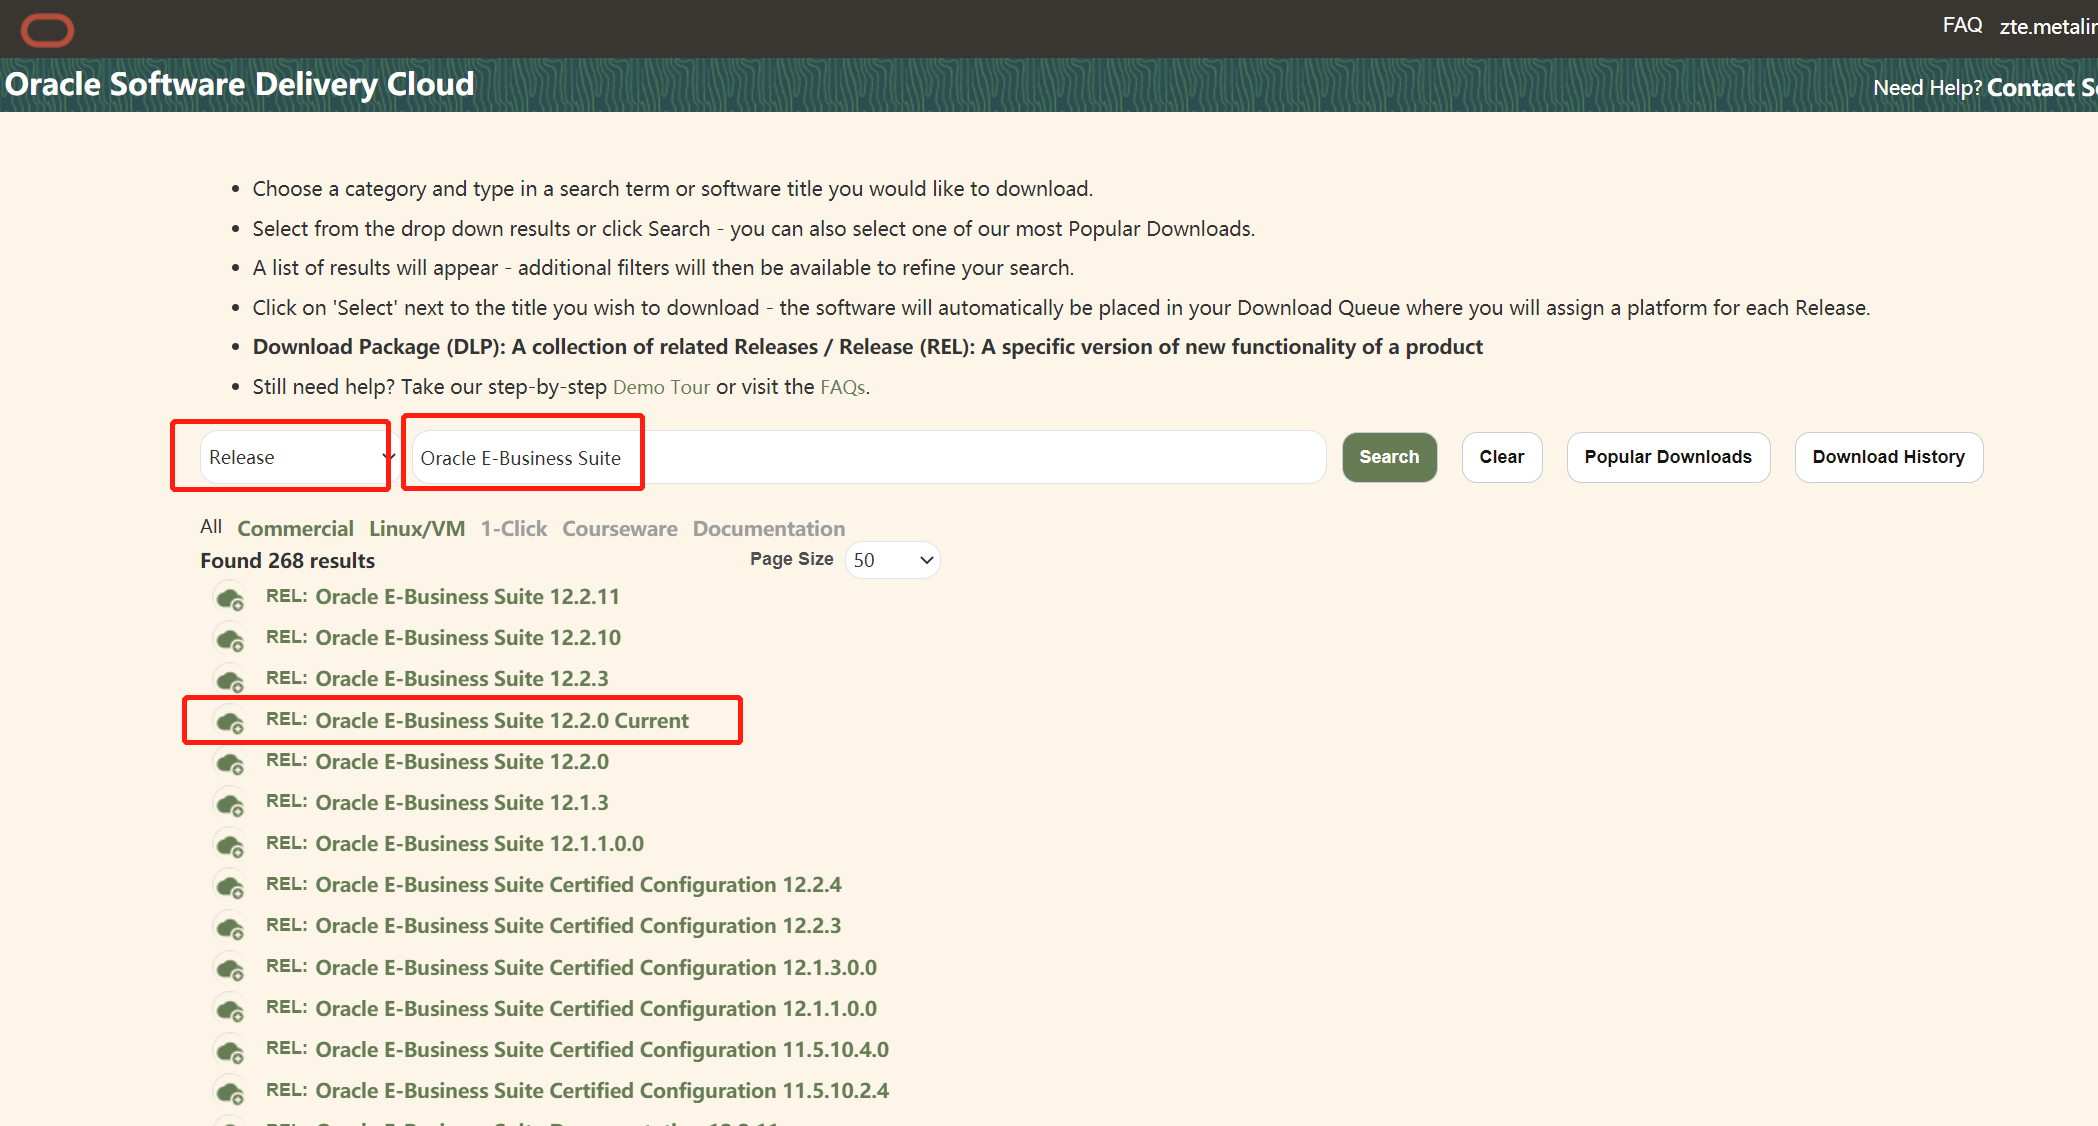 FAQ zte.metalin
Oracle Software Delivery Cloud
Need Help? Contact Se
• Choose a category and type in a search term or software title you would like to download.
• Select from the drop down results or click Search - you can also select one of our most Popular Downloads.
• A list of results will appear - additional filters will then be available to refine your search.
• Click on 'Select' next to the title you wish to download - the software will automatically be placed in your Download Queue where you will assign a platform for each Release.
• Download Package (DLP): A collection of related Releases / Release (REL): A specific version of new functionality of a product
• Still need help? Take our step-by-step Demo Tour or visit the FAQs.
Release Oracle E-Business Suite Search Clear Popular Downloads Download History
All Commercial Linux/VM 1-Click Courseware Documentation
Found 268 results Page Size 50
REL: Oracle E-Business Suite 12.2.11
REL: Oracle E-Business Suite 12.2.10
REL: Oracle E-Business Suite 12.2.3
REL: Oracle E-Business Suite 12.2.0 Current
REL: Oracle E-Business Suite 12.2.0
REL: Oracle E-Business Suite 12.1.3
REL: Oracle E-Business Suite 12.1.1.0.0
REL: Oracle E-Business Suite Certified Configuration 12.2.4
REL: Oracle E-Business Suite Certified Configuration 12.2.3
REL: Oracle E-Business Suite Certified Configuration 12.1.3.0.0
REL: Oracle E-Business Suite Certified Configuration 12.1.1.0.0
REL: Oracle E-Business Suite Certified Configuration 11.5.10.4.0
REL: Oracle E-Business Suite Certified Configuration 11.5.10.2.4